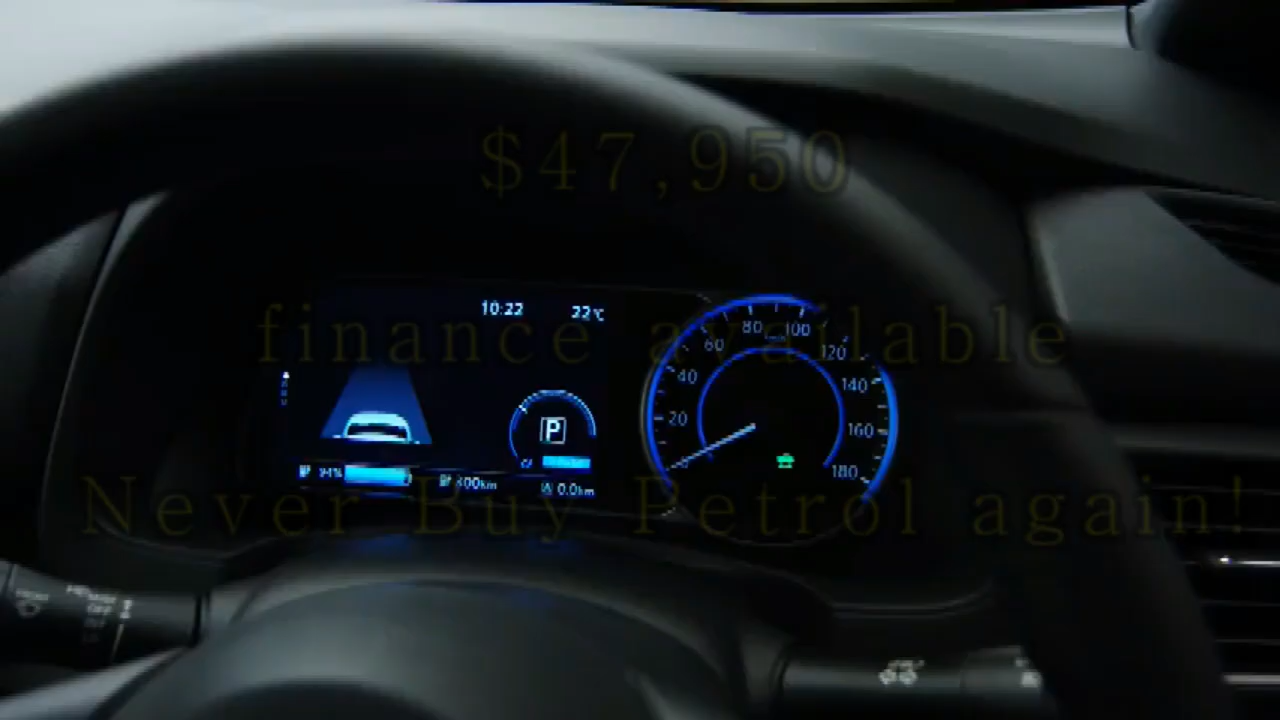 $47,950
finance available
Never Buy Petrol again!
10:22 22℃
80 100
60 120
40 140
20 160
180
P
94%
0.0km